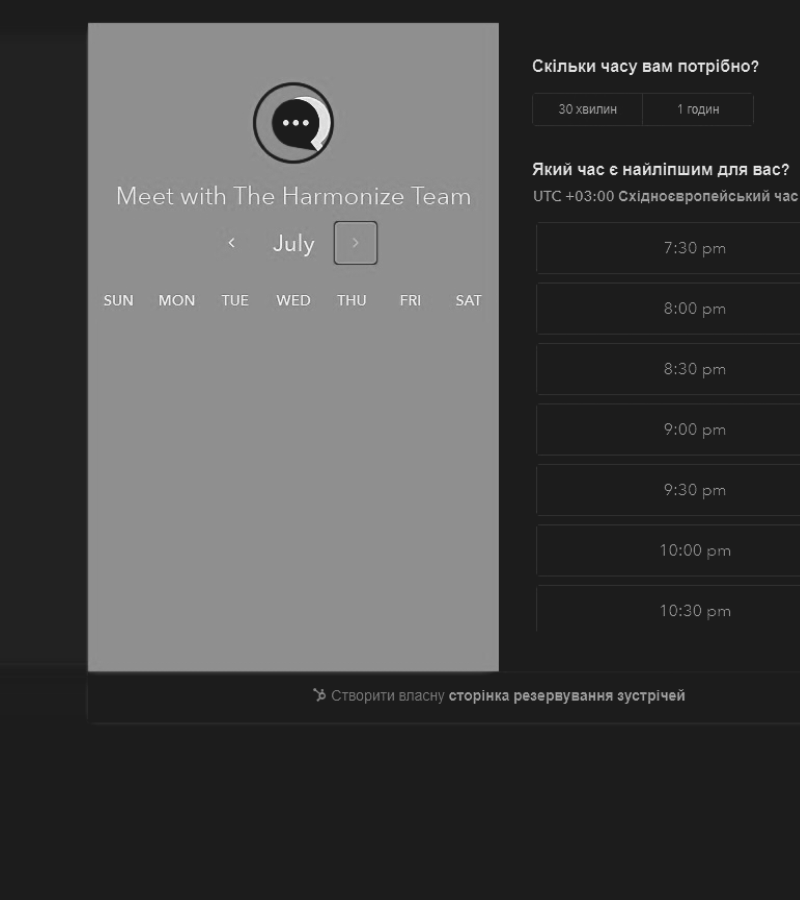 Meet with The Harmonize Team
July
SUN MON TUE WED THU FRI SAT
Скільки часу вам потрібно?
30 хвилин 1 годин
Який час є найліпшим для вас?
UTC +03:00 Східноєвропейський час
7:30 pm
8:00 pm
8:30 pm
9:00 pm
9:30 pm
10:00 pm
10:30 pm
Створити власну сторінка резервування зустрічей